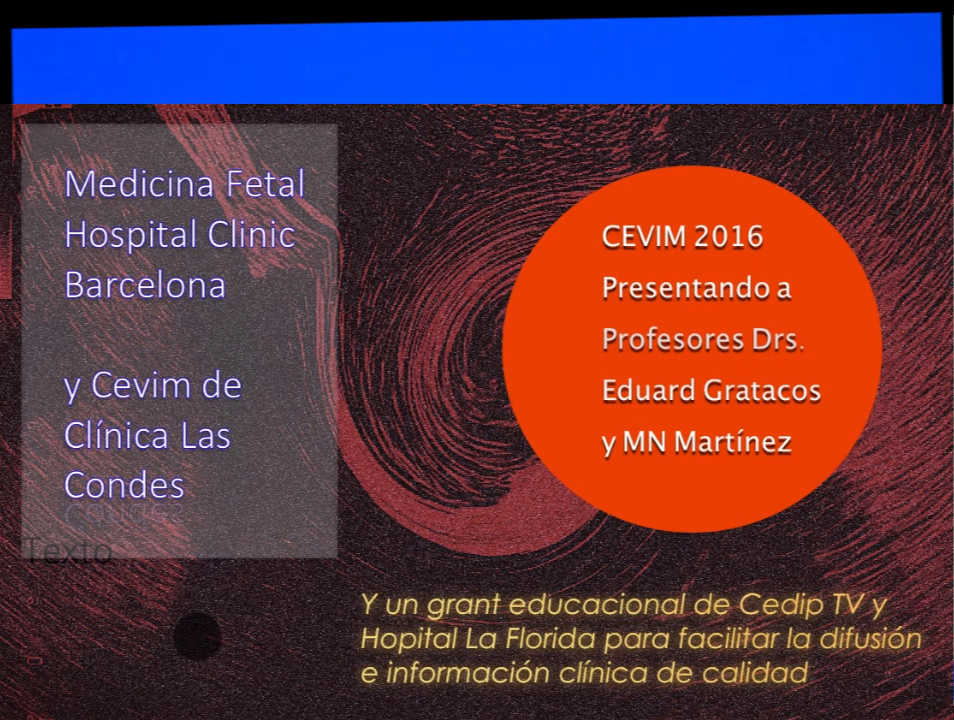 Medicina Fetal
Hospital Clinic
Barcelona
y Cevim de
Clínica Las
Condes
Texto
CEVIM 2016
Presentando a
Profesores Drs.
Eduard Gratacos
y MN Martínez
Y un grant educacional de Cedip TV y
Hopital La Florida para facilitar la difusión
e información clínica de calidad